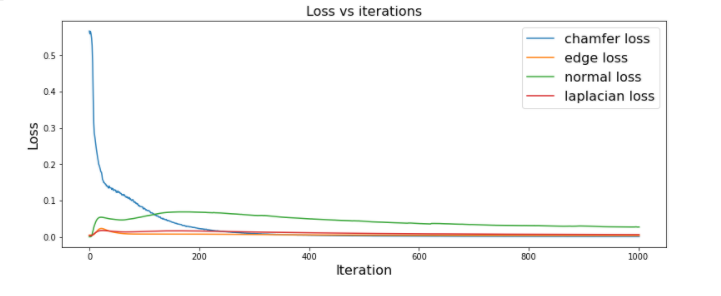 Loss vs iterations
chamfer loss
edge loss
normal loss
laplacian loss
Loss
0.5
0.4
0.3
0.2
0.1
0.0
0 200 400 600 800 1000
Iteration